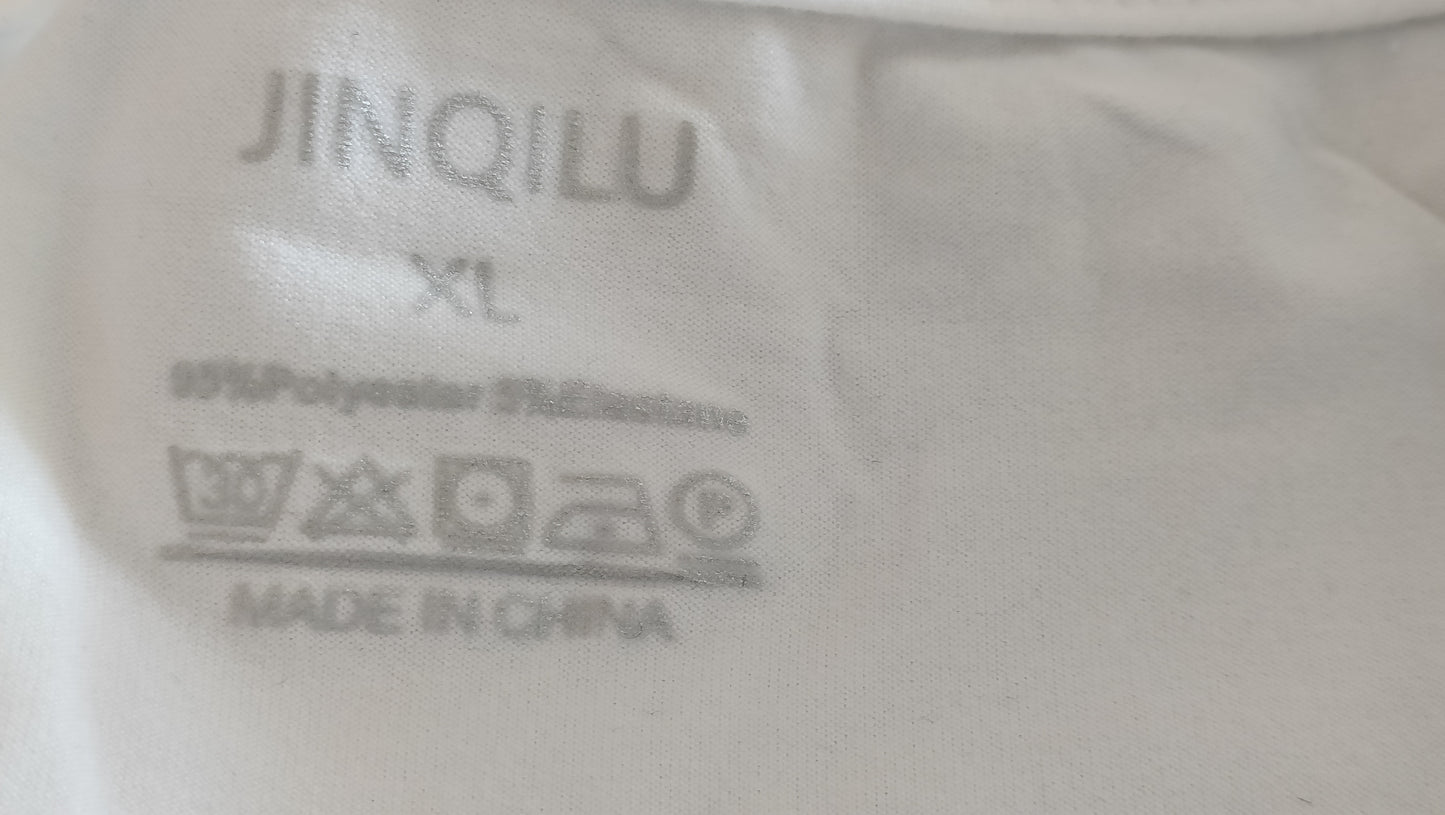 JINQILU
XL
95%Polyester 5%Elastane
30 P
MADE IN CHINA